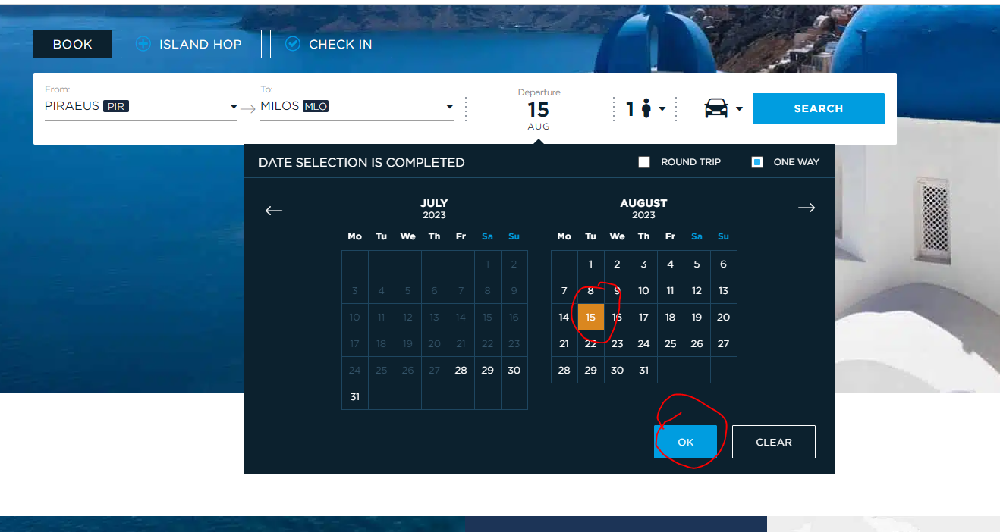 BOOK
ISLAND HOP
CHECK IN
From:
PIRAEUS PIR
To:
MILOS MLO
Departure
15
AUG
1
SEARCH
DATE SELECTION IS COMPLETED
ROUND TRIP
ONE WAY
JULY
2023
Mo Tu We Th Fr Sa Su
1 2
3 4 5 6 7 8 9
10 11 12 13 14 15 16
17 18 19 20 21 22 23
24 25 26 27 28 29 30
31
AUGUST
2023
Mo Tu We Th Fr Sa Su
1 2 3 4 5 6
7 8 9 10 11 12 13
14 15 16 17 18 19 20
21 22 23 24 25 26 27
28 29 30 31
OK
CLEAR